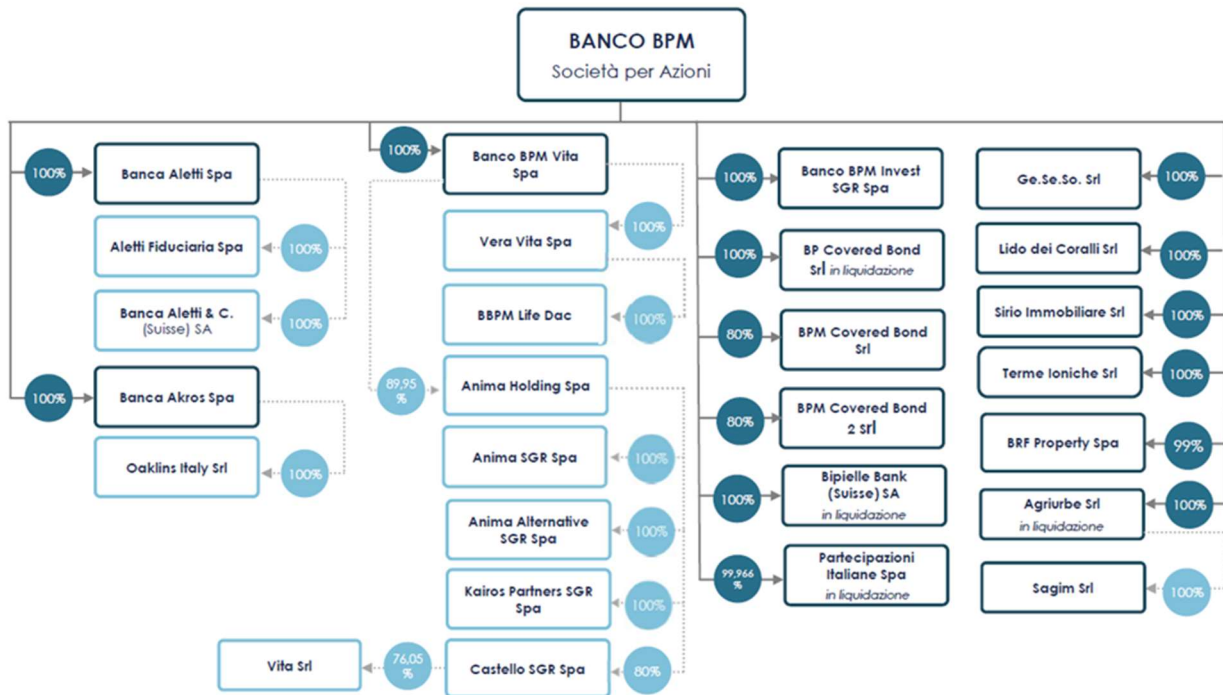 BANCO BPM
Società per Azioni
100%
Banca Aletti Spa
Aletti Fiduciaria Spa
100%
Banca Aletti & C.
(Suisse) SA
100%
100%
Banca Akros Spa
Oaklins Italy Srl
100%
100%
Banco BPM Vita
Spa
Vera Vita Spa
100%
BBPM Life Dac
100%
89,95
%
Anima Holding Spa
Anima SGR Spa
100%
Anima Alternative
SGR Spa
100%
Kairos Partners SGR
Spa
100%
Vita Srl
76,05
%
Castello SGR Spa
80%
100%
Banco BPM Invest
SGR Spa
100%
BP Covered Bond
Srl in liquidazione
80%
BPM Covered Bond
Srl
80%
BPM Covered Bond
2 srl
100%
Bipielle Bank
(Suisse) SA
in liquidazione
99,966
%
Partecipazioni
Italiane Spa
in liquidazione
Ge.Se.So. Srl
100%
Lido dei Coralli Srl
100%
Sirio Immobiliare Srl
100%
Terme Ioniche Srl
100%
BRF Property Spa
99%
Agriurbe Srl
in liquidazione
100%
Sagim Srl
100%